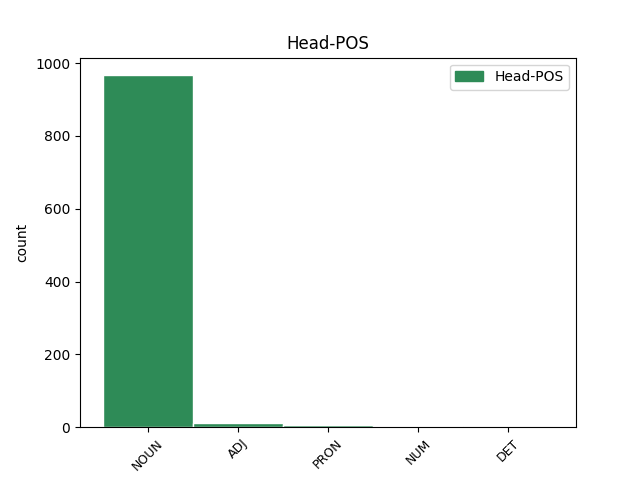 Head-POS
Head-POS
count
1000
800
600
400
200
0
NOUN
ADJ
PRON
NUM
DET